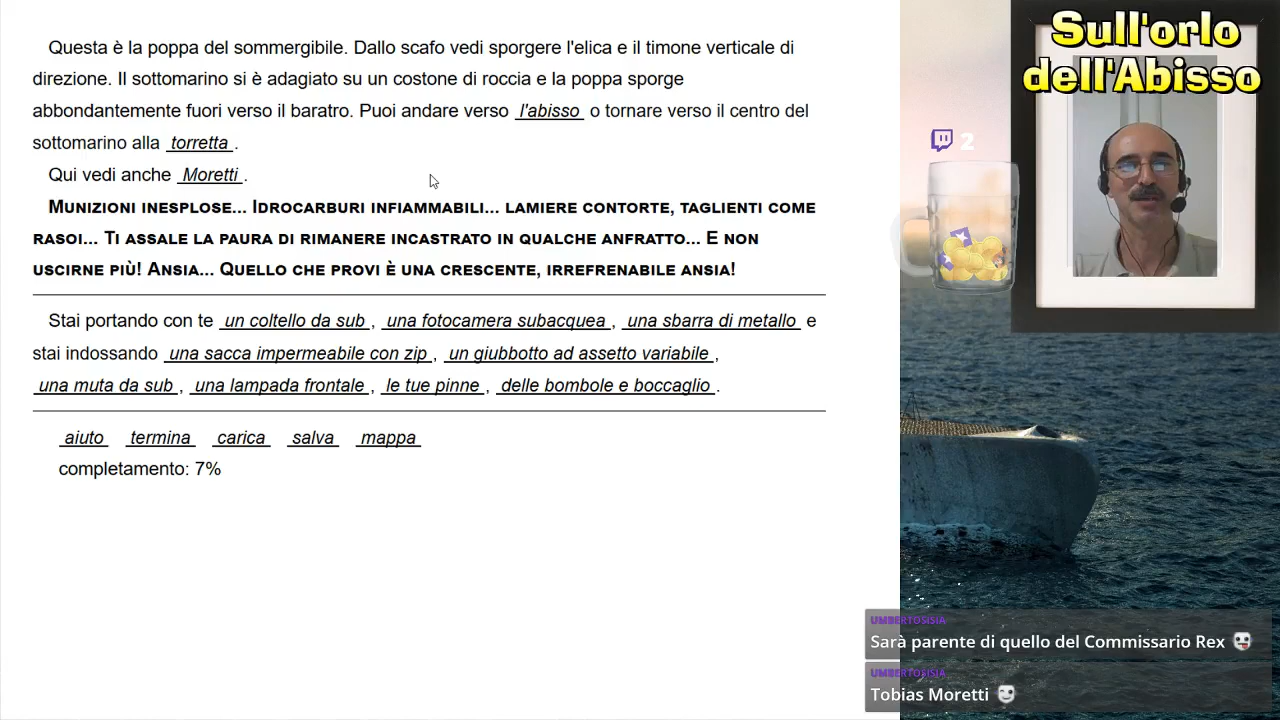 Questa è la poppa del sommergibile. Dallo scafo vedi sporgere l'elica e il timone verticale di
direzione. Il sottomarino si è adagiato su un costone di roccia e la poppa sporge
abbondantemente fuori verso il baratro. Puoi andare verso l'abisso o tornare verso il centro del
sottomarino alla torretta .
Qui vedi anche Moretti .
MUNIZIONI INESPLOSE... IDROCARBURI INFIAMMABILI... LAMIERE CONTORTE, TAGLIENTI COME
RASOI... TI ASSALE LA PAURA DI RIMANERE INCASTRATO IN QUALCHE ANFRATTO... E NON
USCIRNE PIÙ! ANSIA... QUELLO CHE PROVI È UNA CRESCENTE, IRREFRENABILE ANSIA!
Stai portando con te un coltello da sub , una fotocamera subacquea , una sbarra di metallo e
stai indossando una sacca impermeabile con zip , un giubbotto ad assetto variabile ,
una muta da sub , una lampada frontale , le tue pinne , delle bombole e boccaglio .
aiuto termina carica salva mappa
completamento: 7%
Sull'orlo
dell'Abisso
2
UMBERTOSISIA
Sarà parente di quello del Commissario Rex
UMBERTOSISIA
Tobias Moretti